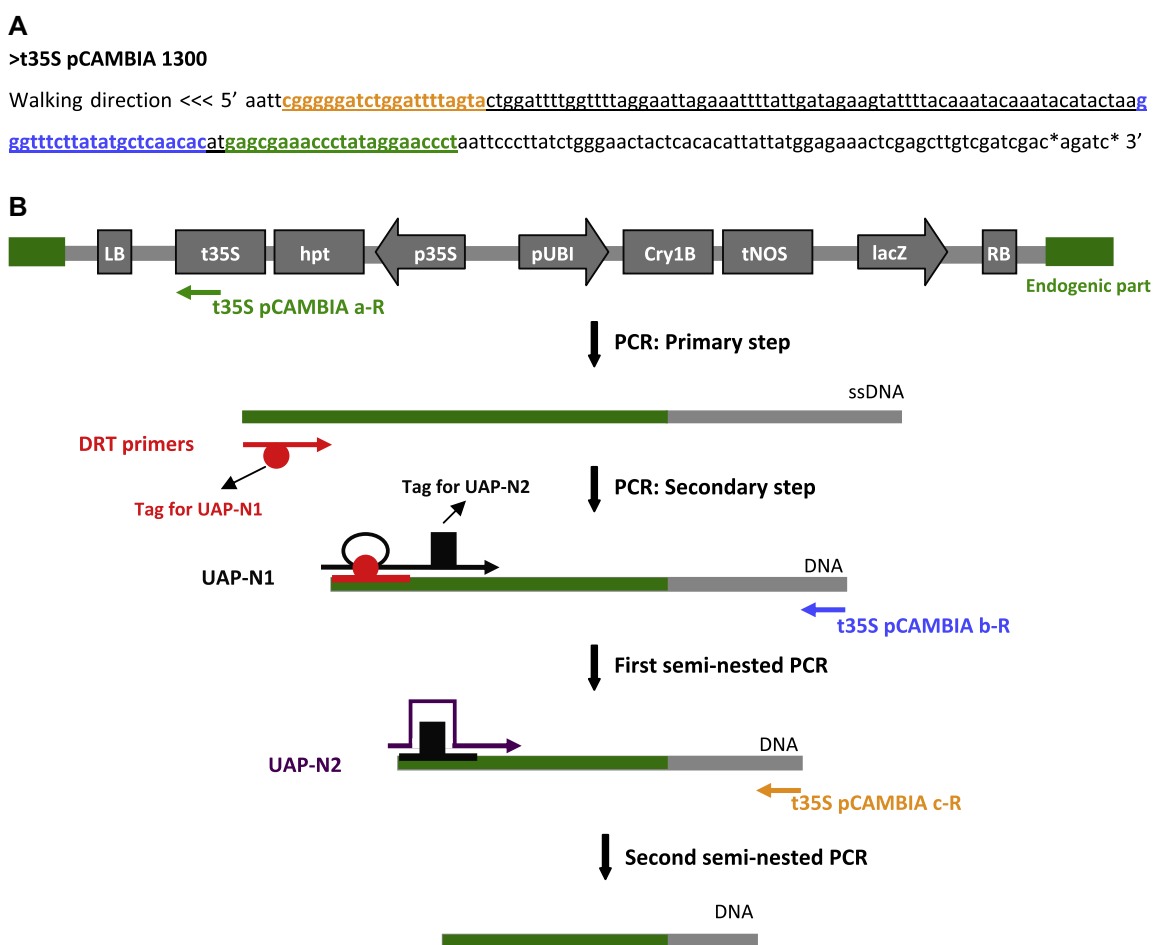 A
>t35S pCAMBIA 1300
Walking direction <<< 5’ aattcgggggatctggattttagtactggattttggttttaggaattagaaattttattgatagaagtattttacaaatacaaatacatactaag
ggtttcttatatgctcaacacatgagcgaaaccctataggaaccctaattcccttatctgggaactactcacacattattatggagaaactcgagcttgtcgatcgac*agatc* 3’
B
LB
t35S
hpt
p35S
pUBI
Cry1B
tNOS
lacZ
RB
Endogenic part
t35S pCAMBIA a-R
PCR: Primary step
ssDNA
DRT primers
Tag for UAP-N1
Tag for UAP-N2
PCR: Secondary step
UAP-N1
DNA
t35S pCAMBIA b-R
First semi-nested PCR
UAP-N2
DNA
t35S pCAMBIA c-R
Second semi-nested PCR
DNA